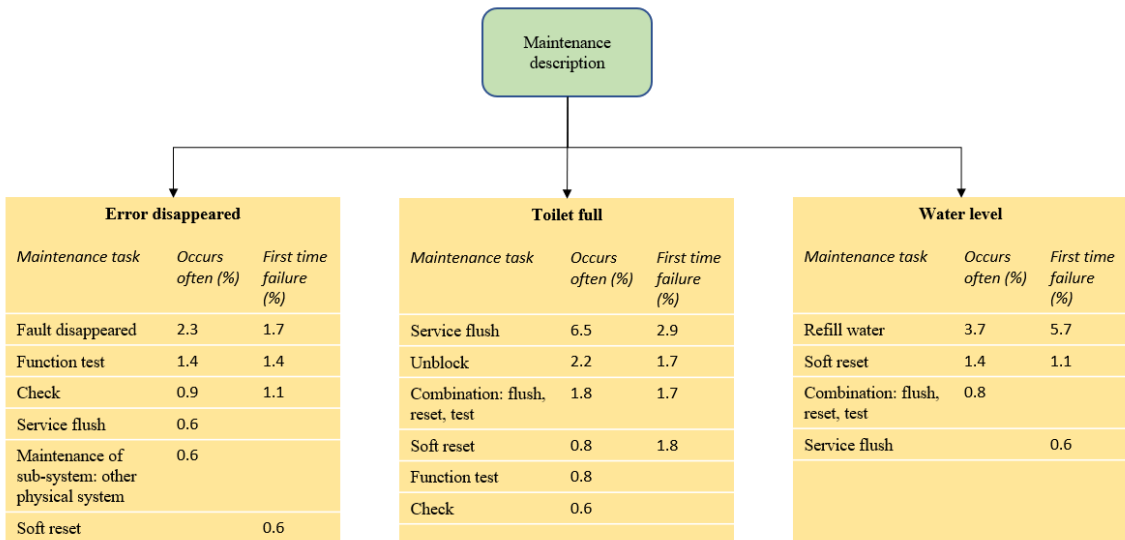 Maintenance
description
Error disappeared
Maintenance task Occurs often (%) First time failure (%)
Fault disappeared 2.3 1.7
Function test 1.4 1.4
Check 0.9 1.1
Service flush 0.6
Maintenance of sub-system: other physical system 0.6
Soft reset 0.6
Toilet full
Maintenance task Occurs often (%) First time failure (%)
Service flush 6.5 2.9
Unblock 2.2 1.7
Combination: flush, reset, test 1.8 1.7
Soft reset 0.8 1.8
Function test 0.8
Check 0.6
Water level
Maintenance task Occurs often (%) First time failure (%)
Refill water 3.7 5.7
Soft reset 1.4 1.1
Combination: flush, reset, test 0.8
Service flush 0.6